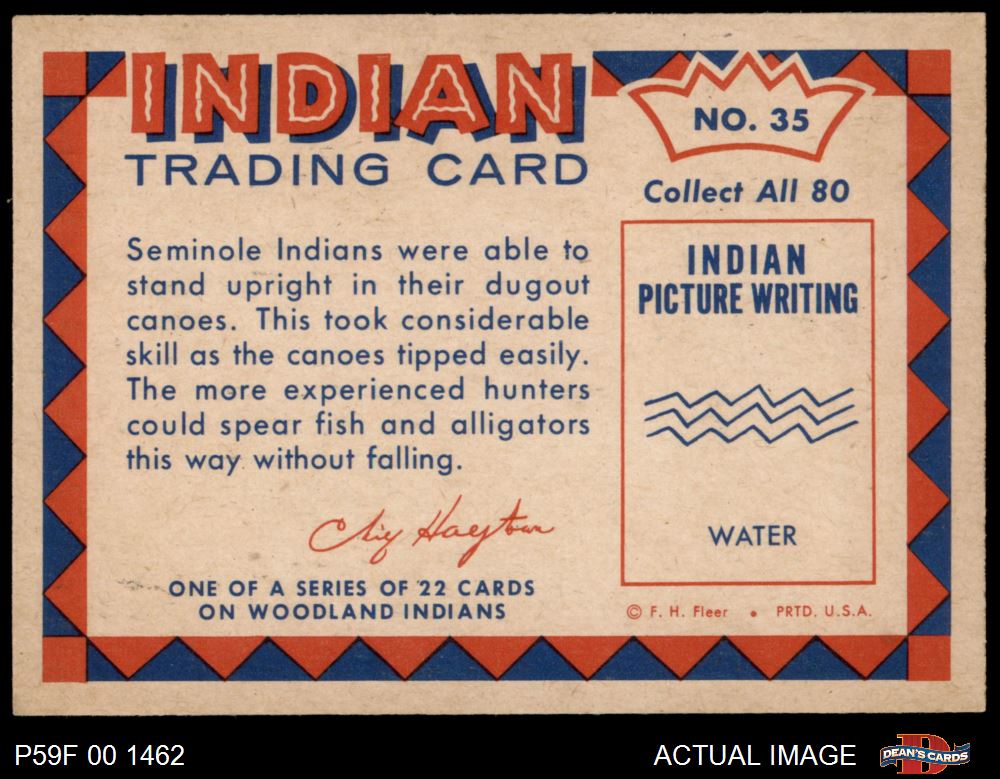 INDIAN
TRADING CARD
NO. 35
Collect All 80
Seminole Indians were able to
stand upright in their dugout
canoes. This took considerable
skill as the canoes tipped easily.
The more experienced hunters
could spear fish and alligators
this way without falling.
Chief
ONE OF A SERIES OF 22 CARDS
ON WOODLAND INDIANS
INDIAN
PICTURE WRITING
WATER
© F. H. Fleer • PRTD. U.S.A.
P59F 00 1462
ACTUAL IMAGE
DEAN'S CARDS